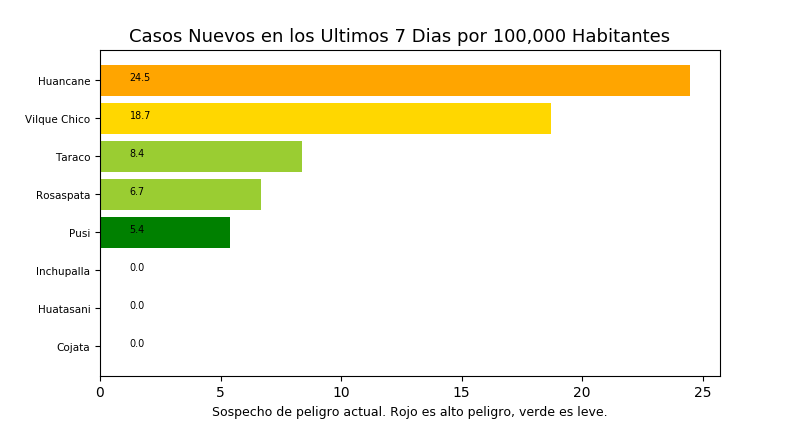 Casos Nuevos en los Ultimos 7 Dias por 100,000 Habitantes
Huancane 24.5
Vilque Chico 18.7
Taraco 8.4
Rosaspata 6.7
Pusi 5.4
Inchupalla 0.0
Huatasani 0.0
Cojata 0.0
0 5 10 15 20 25
Sospecho de peligro actual. Rojo es alto peligro, verde es leve.